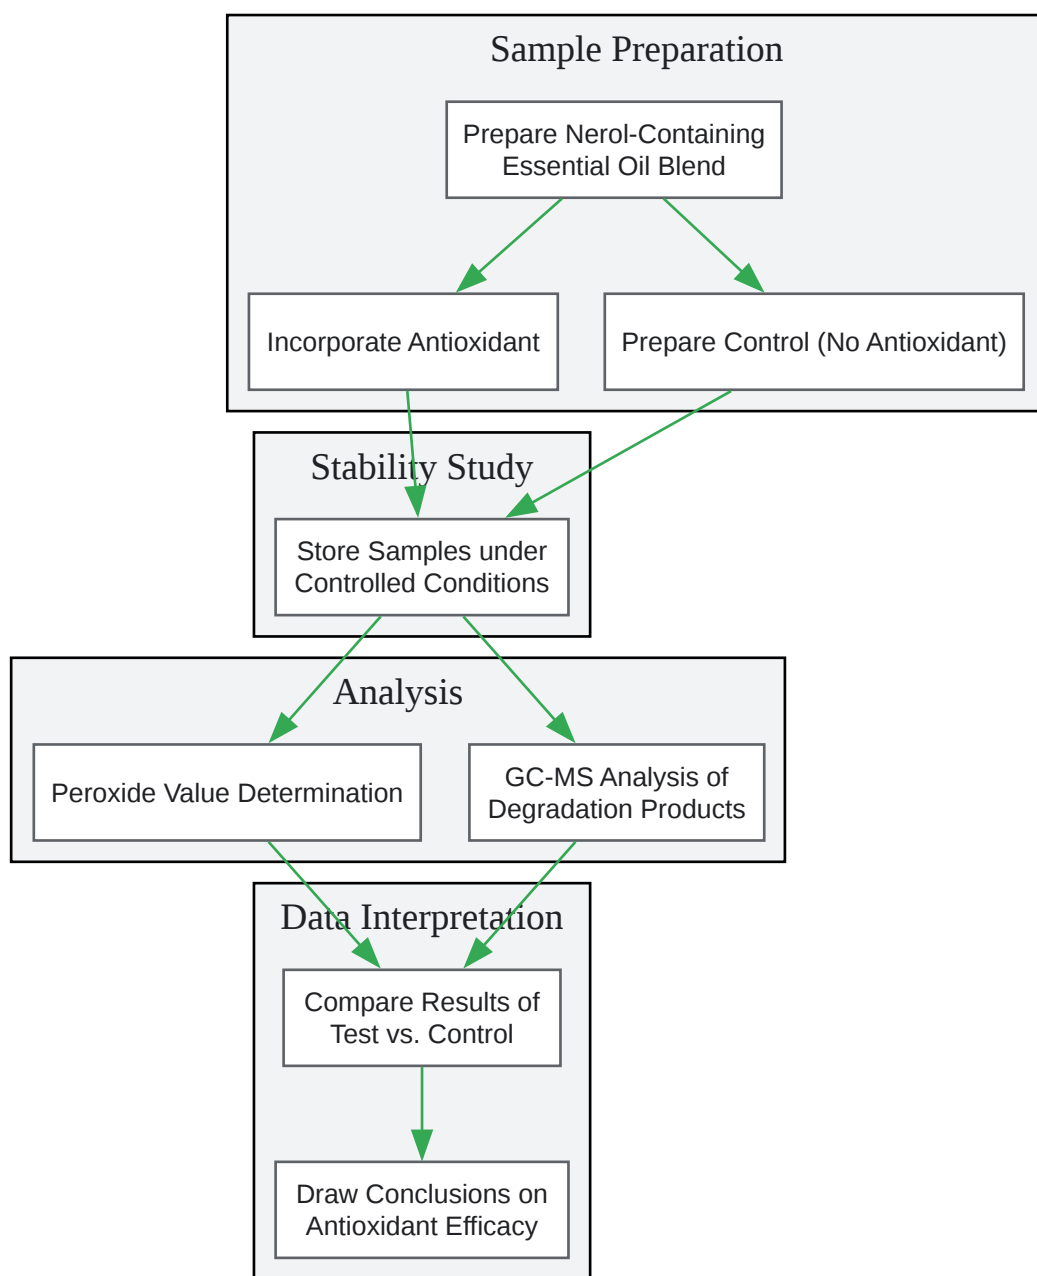 Sample Preparation
Prepare Nerol-Containing
Essential Oil Blend
Incorporate Antioxidant
Prepare Control (No Antioxidant)
Stability Study
Store Samples under
Controlled Conditions
Analysis
Peroxide Value Determination
GC-MS Analysis of
Degradation Products
Data Interpretation
Compare Results of
Test vs. Control
Draw Conclusions on
Antioxidant Efficacy